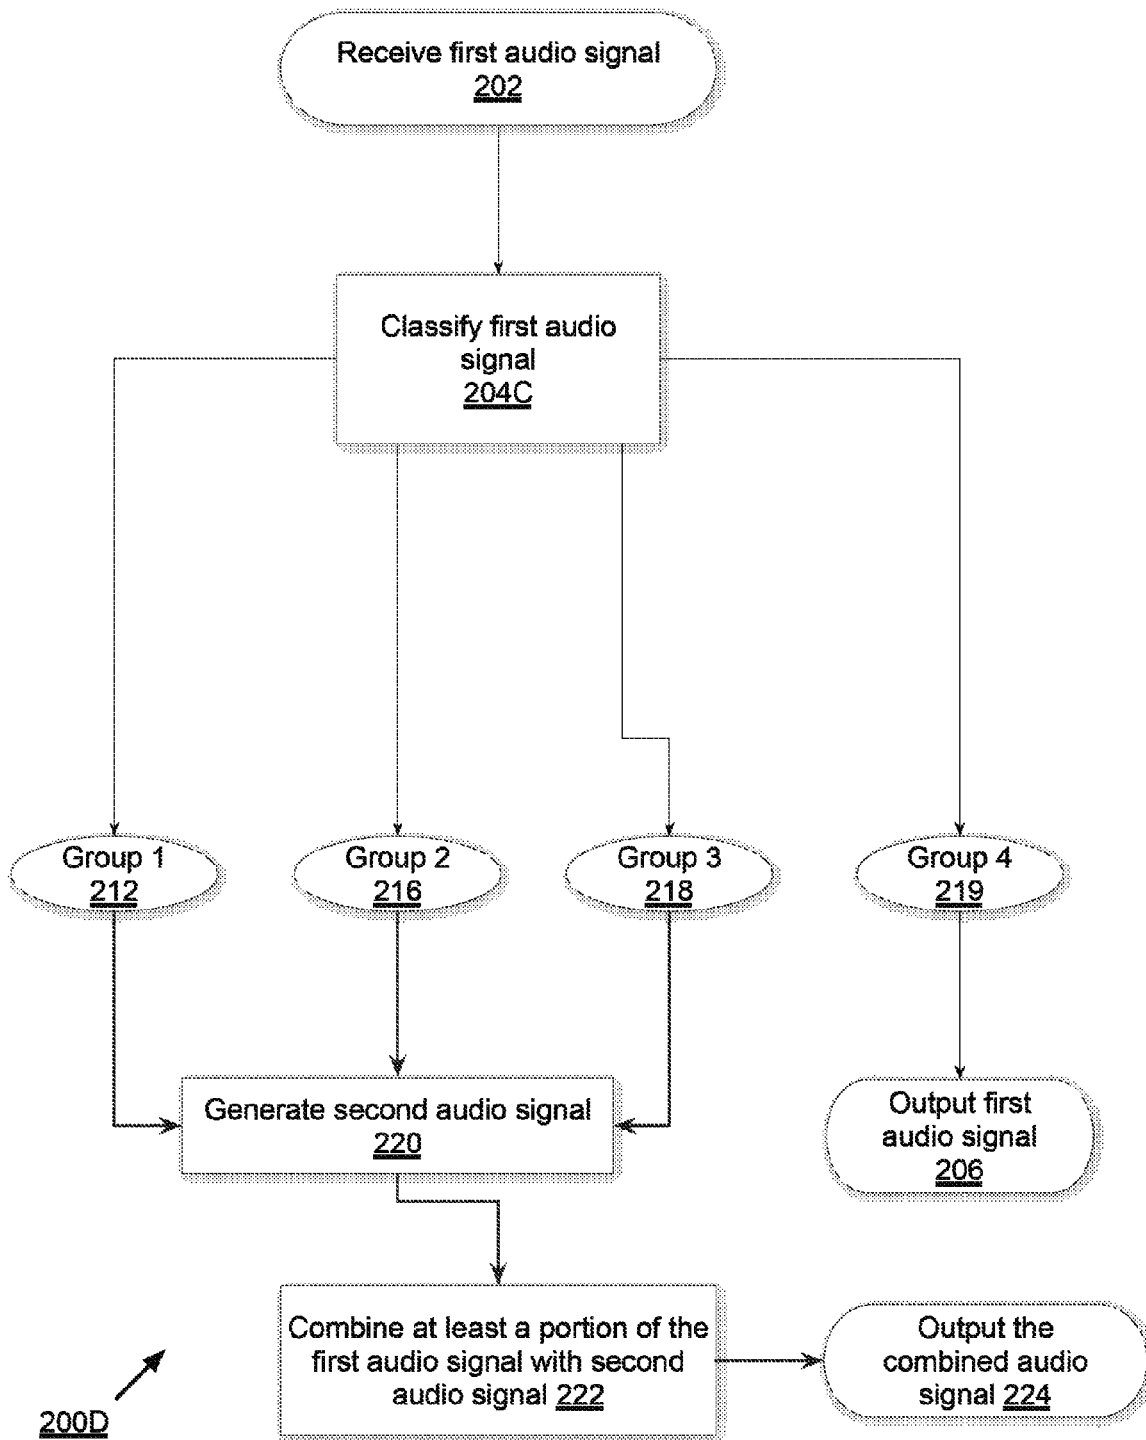 Receive first audio signal
202
Classify first audio
signal
204C
Group 1
212
Group 2
216
Group 3
218
Group 4
219
Generate second audio signal
220
Output first
audio signal
206
Combine at least a portion of the
first audio signal with second
audio signal 222
Output the
combined audio
signal 224
200D